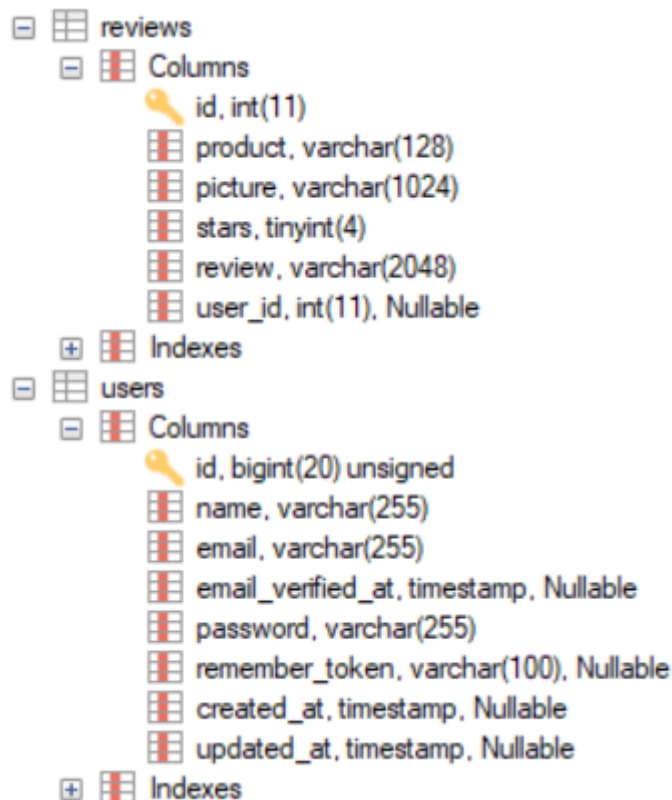 reviews
Columns
id, int(11)
product, varchar(128)
picture, varchar(1024)
stars, tinyint(4)
review, varchar(2048)
user_id, int(11), Nullable
Indexes
users
Columns
id, bigint(20) unsigned
name, varchar(255)
email, varchar(255)
email_verified_at, timestamp, Nullable
password, varchar(255)
remember_token, varchar(100), Nullable
created_at, timestamp, Nullable
updated_at, timestamp, Nullable
Indexes